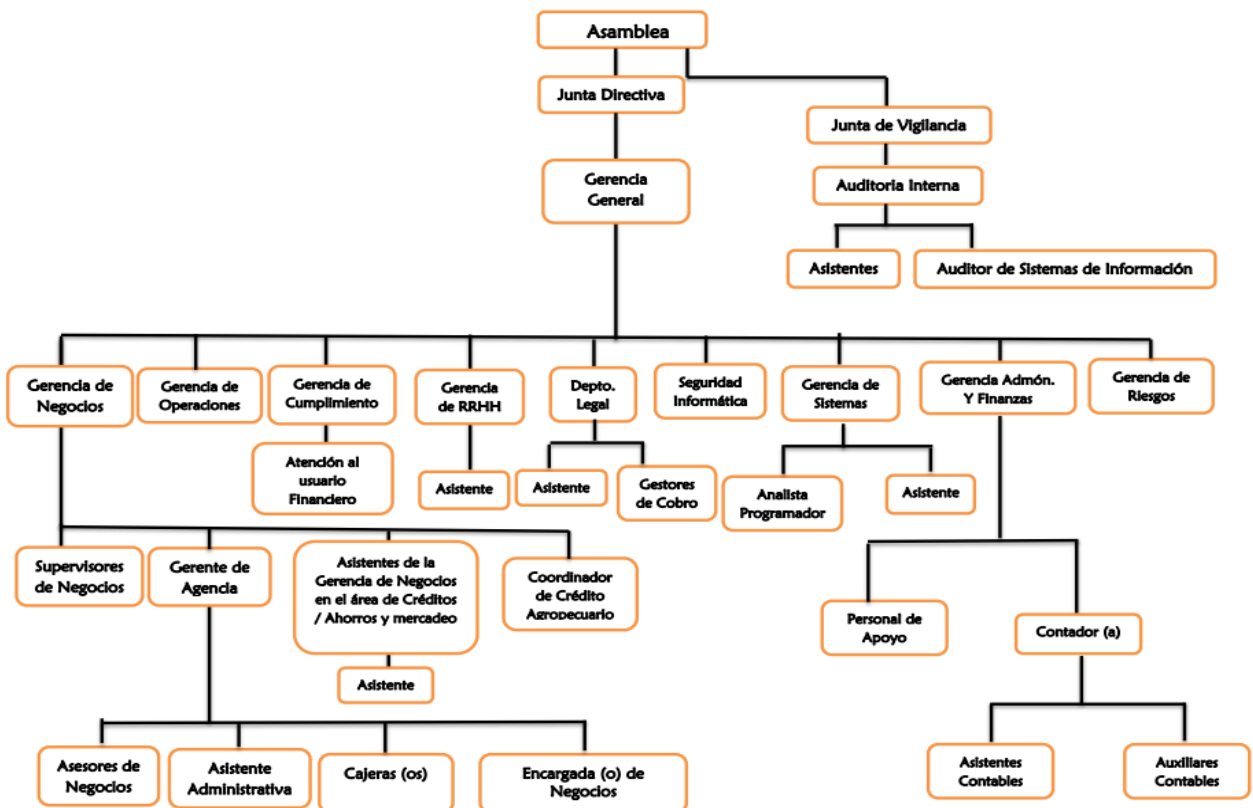 Asamblea
Junta Directiva
Junta de Vigilancia
Gerencia
General
Auditoria Interna
Asistentes
Auditor de Sistemas de Información
Gerencia de
Negocios
Gerencia de
Operaciones
Gerencia de
Cumplimiento
Gerencia
de RRHH
Depto.
Legal
Seguridad
Informática
Gerencia de
Sistemas
Gerencia Admón.
Y Finanzas
Gerencia de
Riesgos
Atención al
usuario
Financiero
Asistente
Asistente
Gestores
de Cobro
Analista
Programador
Asistente
Supervisores
de Negocios
Gerente de
Agencia
Asistentes de la
Gerencia de Negocios
en el área de Créditos
/ Ahorros y mercadeo
Coordinador
de Crédito
Agropecuario
Personal de
Apoyo
Contador (a)
Asistente
Asesores de
Negocios
Asistente
Administrativa
Cajeras (os)
Encargada (o) de
Negocios
Asistentes
Contables
Auxiliares
Contables